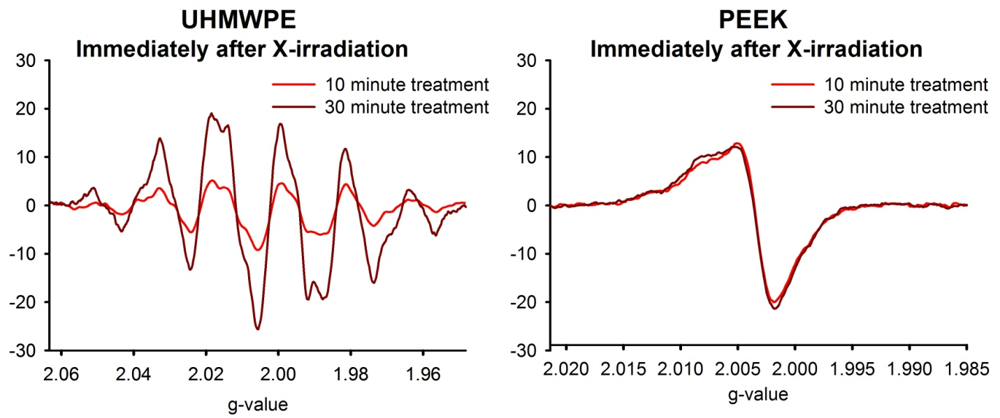 UHMWPE
Immediately after X-irradiation
10 minute treatment
30 minute treatment
30
20
10
0
-10
-20
-30
2.06 2.04 2.02 2.00 1.98 1.96
g-value
PEEK
Immediately after X-irradiation
10 minute treatment
30 minute treatment
30
20
10
0
-10
-20
-30
2.020 2.015 2.010 2.005 2.000 1.995 1.990 1.985
g-value